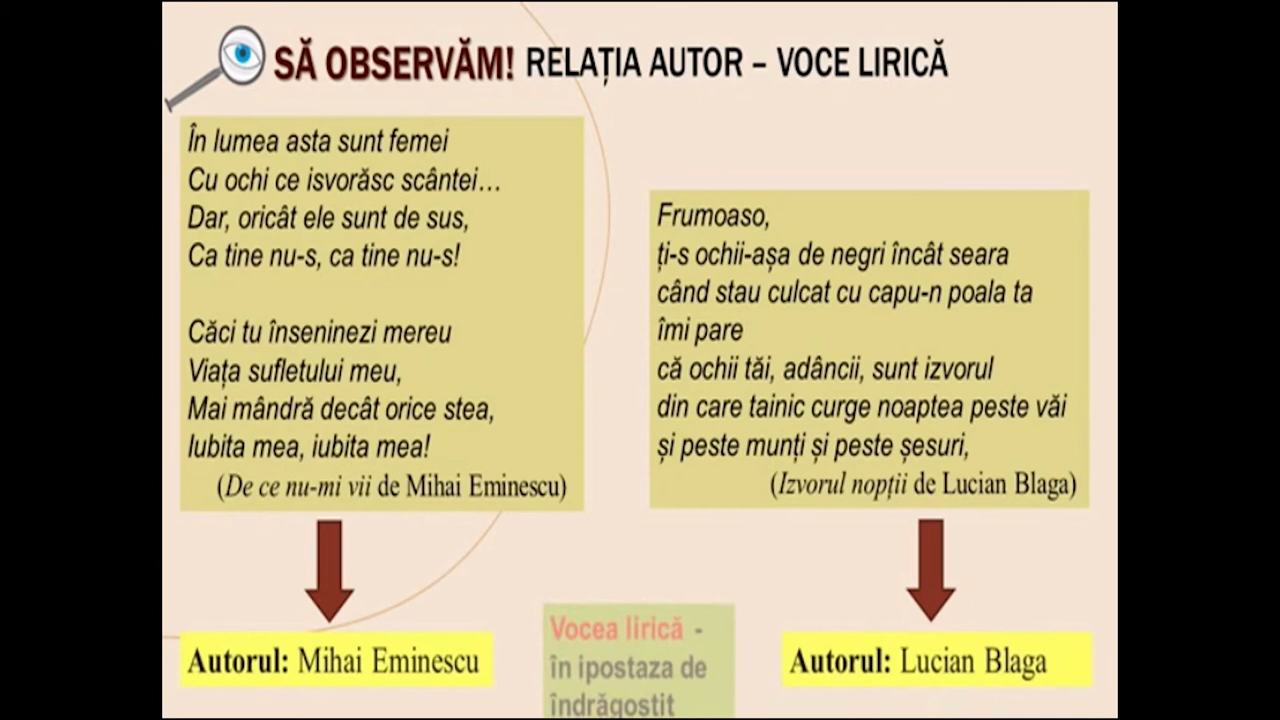 SĂ OBSERVĂM! RELAȚIA AUTOR – VOCE LIRICĂ
În lumea asta sunt femei
Cu ochi ce isvorăsc scântei…
Dar, oricât ele sunt de sus,
Ca tine nu-s, ca tine nu-s!
Căci tu înseninezi mereu
Viața sufletului meu,
Mai mândră decât orice stea,
Iubita mea, iubita mea!
(De ce nu-mi vii de Mihai Eminescu)
Frumoaso,
ți-s ochii-așa de negri încât seara
când stau culcat cu capu-n poala ta
îmi pare
că ochii tăi, adâncii, sunt izvorul
din care tainic curge noaptea peste văi
și peste munți și peste șesuri,
(Izvorul nopții de Lucian Blaga)
Autorul: Mihai Eminescu
Vocea lirică -
în ipostaza de
îndrăgostit
Autorul: Lucian Blaga